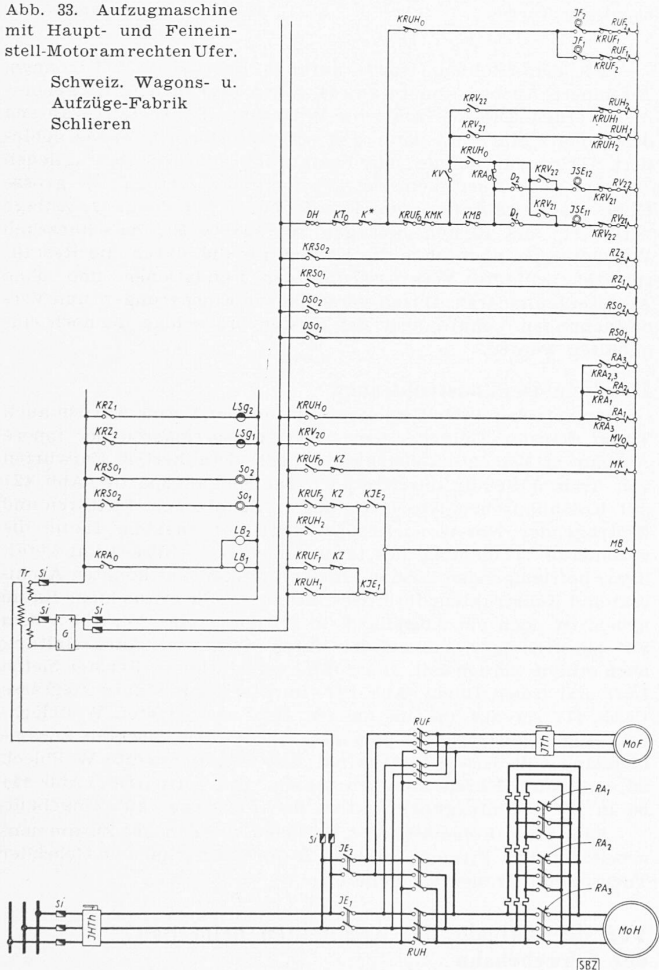 Abb. 33. Aufzugmaschine
mit Haupt- und Feinein-
stell-Motor am rechten Ufer.
Schweiz. Wagons- u.
Aufzüge-Fabrik
Schlieren
KRUH0
JF2 RUF2
KRUF1
JF1 RUF1
KRUF2
KRV22 RUH2
KRUH1
KRV21 RUH1
KRUH2
KRUH0
KV KRA0 D2 KRV22 JSE12 RV22
KRV21
KRV21
DH KT0 K* KRUF0 KMK KMB D1 JSE11 RV21
KRV22
KRSO2 RZ2
KRSO1 RZ1
DSO2 RSO2
DSO1 RSO1
RA3
KRA2,3
RA2
KRA1
RA1
KRA3
KRZ1 LSg2 KRUH0
KRZ2 LSg1 KRV20 MV0
KRSO1 SO2 KRUF0 KZ MK
KRSO2 SO1 KRUF2 KZ KJE2
KRUH2
LB2
KRA0 LB1 KRUF1 KZ MB
Tr Si KRUH1 KJE1
Si G Si
RUF JTh MoF
RA1
Si JE2 RA2
Si JHTh JE1 RA3
RUH MoH
SBZ